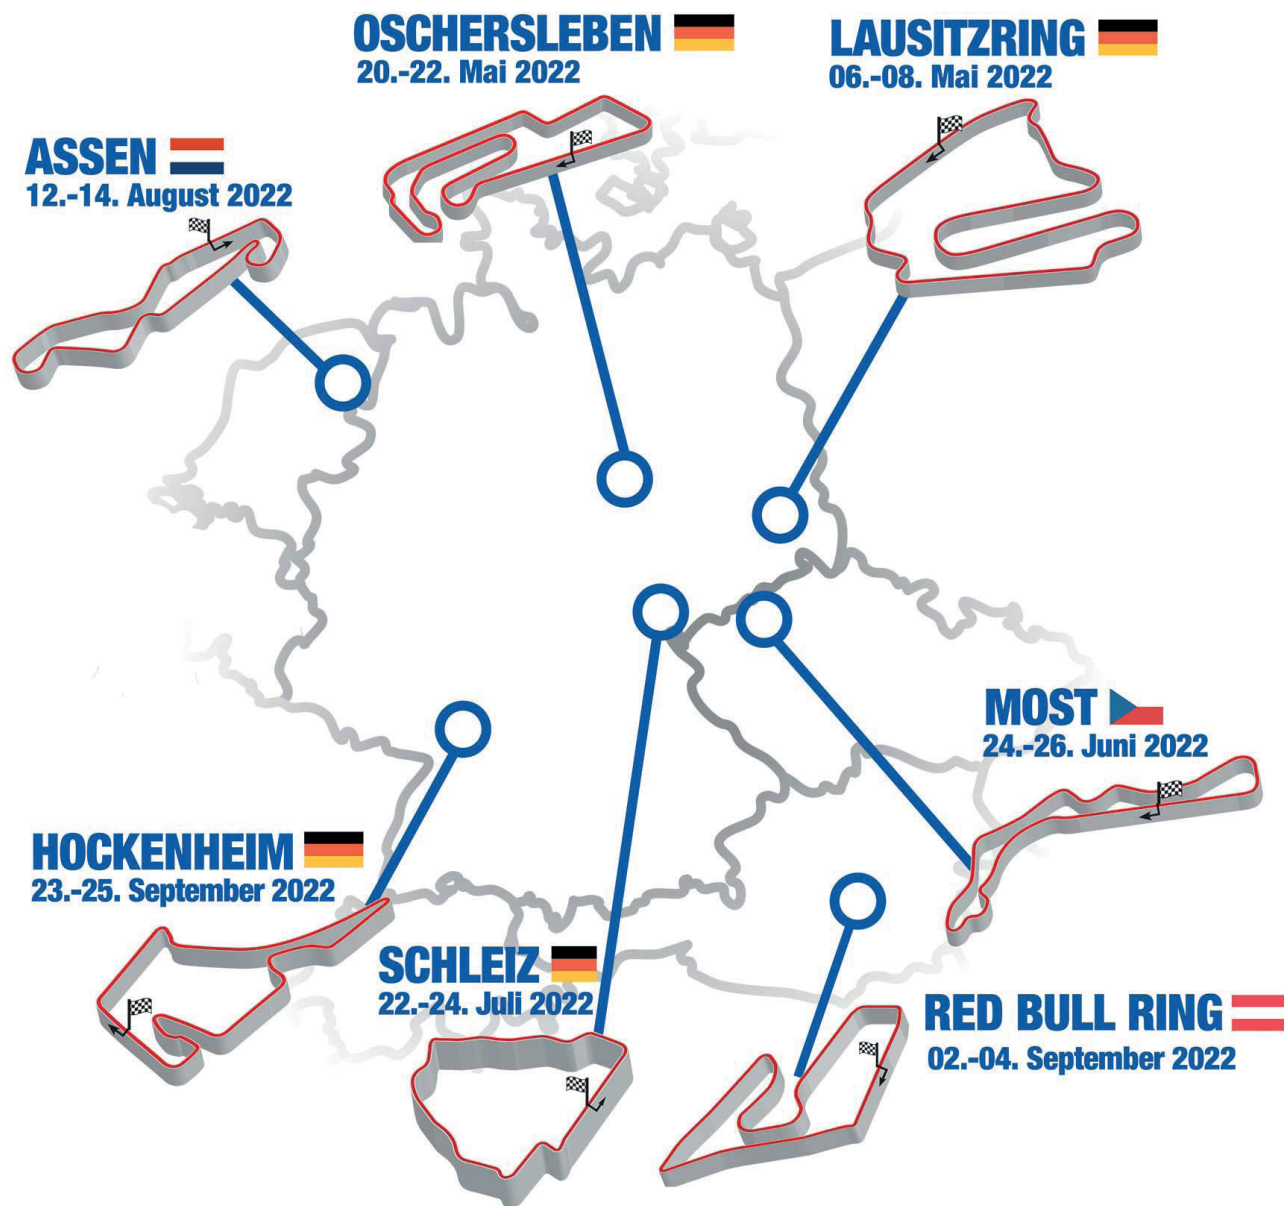 OSCHERSLEBEN
20.-22. Mai 2022
LAUSITZRING
06.-08. Mai 2022
ASSEN
12.-14. August 2022
MOST
24.-26. Juni 2022
HOCKENHEIM
23.-25. September 2022
SCHLEIZ
22.-24. Juli 2022
RED BULL RING
02.-04. September 2022